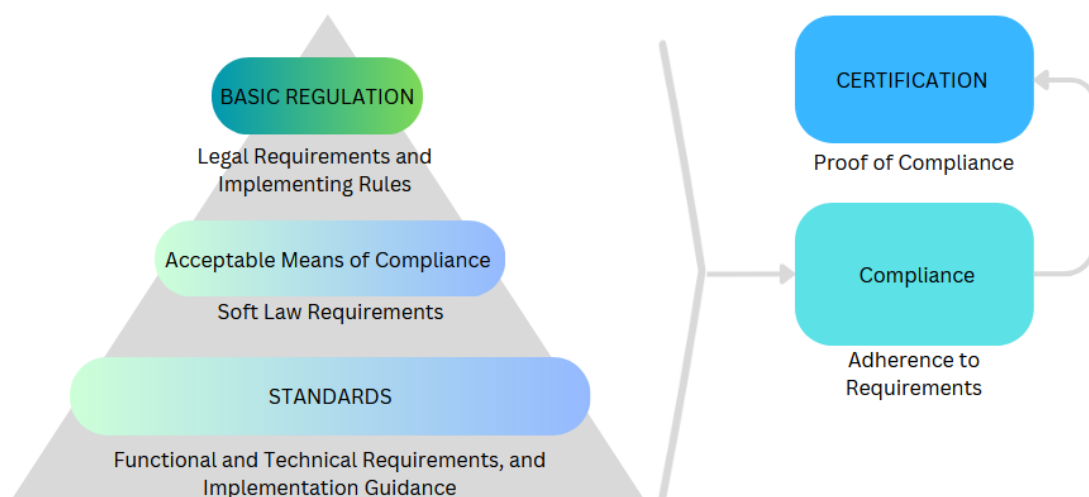 BASIC REGULATION
Legal Requirements and
Implementing Rules
Acceptable Means of Compliance
Soft Law Requirements
STANDARDS
Functional and Technical Requirements, and
Implementation Guidance
CERTIFICATION
Proof of Compliance
Compliance
Adherence to
Requirements